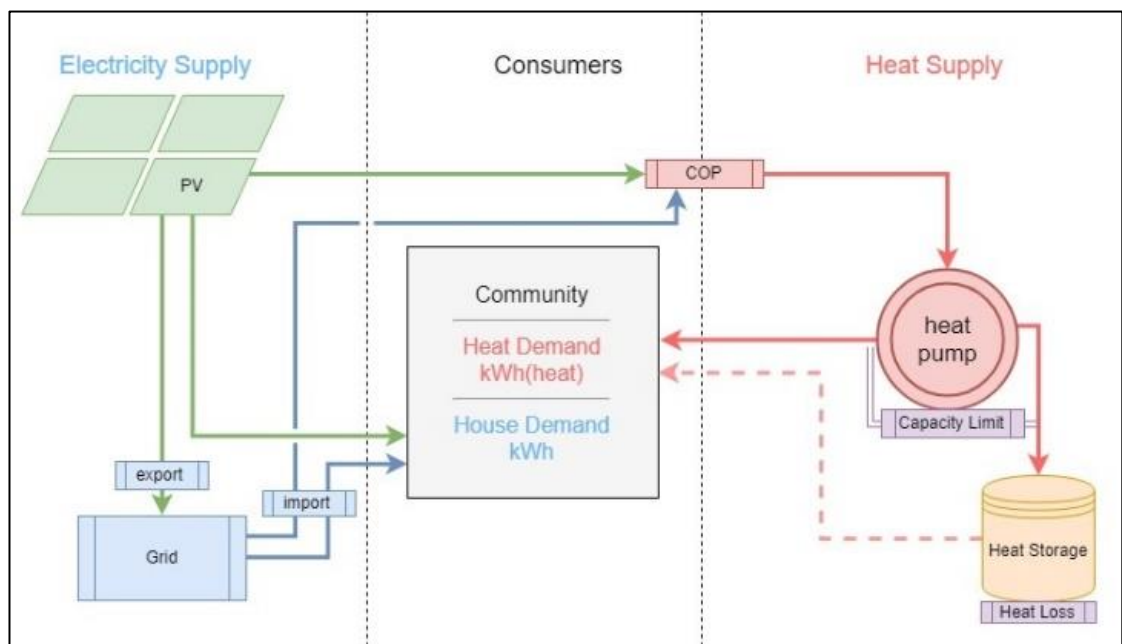 Electricity Supply
Consumers
Heat Supply
PV
COP
Community
Heat Demand
kWh(heat)
House Demand
kWh
heat
pump
Capacity Limit
export
import
Grid
Heat Storage
Heat Loss